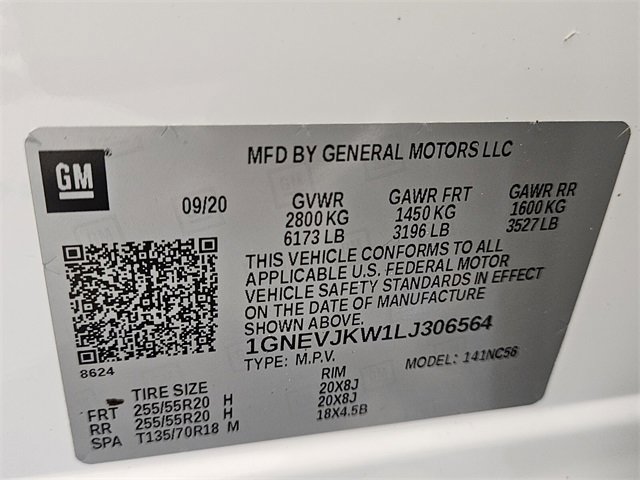 GM
MFD BY GENERAL MOTORS LLC
09/20 GVWR GAWR FRT GAWR RR
2800 KG 1450 KG 1600 KG
6173 LB 3196 LB 3527 LB
THIS VEHICLE CONFORMS TO ALL
APPLICABLE U.S. FEDERAL MOTOR
VEHICLE SAFETY STANDARDS IN EFFECT
ON THE DATE OF MANUFACTURE
SHOWN ABOVE.
1GNEVJKW1LJ306564
TYPE: M.P.V. MODEL: 141NC56
8624
TIRE SIZE RIM
FRT 255/55R20 H 20X8J
RR 255/55R20 H 20X8J
SPA T135/70R18 M 18X4.5B